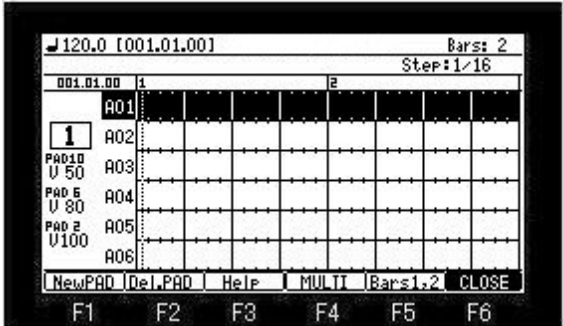 ♩120.0 [001.01.00] Bars: 2
Step:1/16
001.01.00 1 2
A01
1 A02
PAD10
V 50 A03
PAD 6
V 80 A04
PAD 2
V100 A05
A06
NewPAD Del.PAD Help MULTI Bars1,2 CLOSE
F1 F2 F3 F4 F5 F6